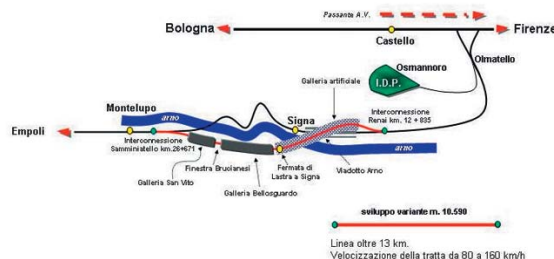 Passante A.V.
Bologna
Firenze
Castello
Olmatello
Osmannoro
I.D.P.
Galleria artificiale
Montelupo
arno
Signa
Interconnessione
Renai km. 12 + 835
Empoli
Interconnessione
Samminiatello km.26+671
Finestra Brucianesi
Galleria San Vito
Galleria Bellosguardo
Fermata di
Lastra a Signa
Viadotto Arno
arno
sviluppo variante m. 10.590
Linea oltre 13 km.
Velocizzazione della tratta da 80 a 160 km/h